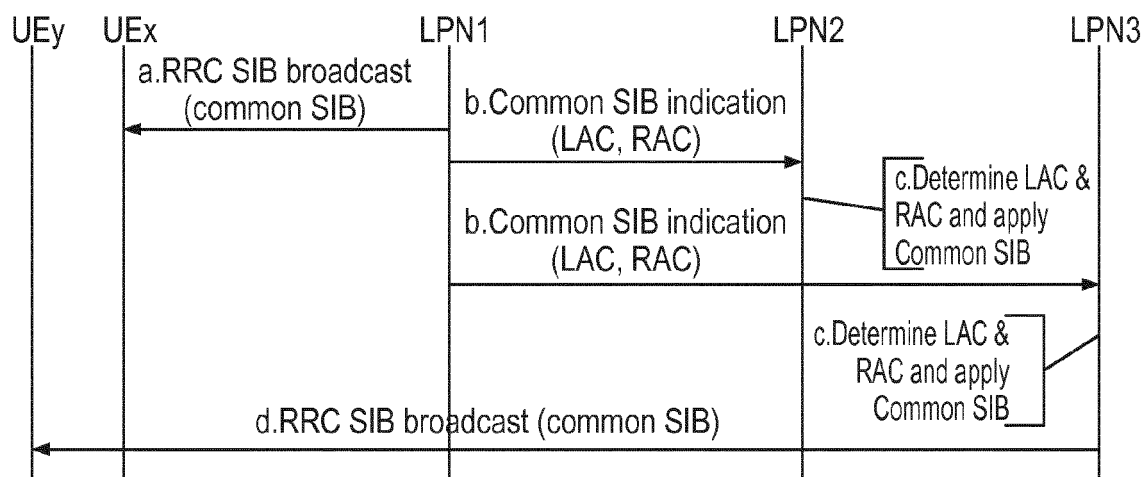 UEy UEx LPN1 LPN2 LPN3
a.RRC SIB broadcast
(common SIB)
b.Common SIB indication
(LAC, RAC)
c.Determine LAC &
RAC and apply
Common SIB
b.Common SIB indication
(LAC, RAC)
c.Determine LAC &
RAC and apply
Common SIB
d.RRC SIB broadcast (common SIB)